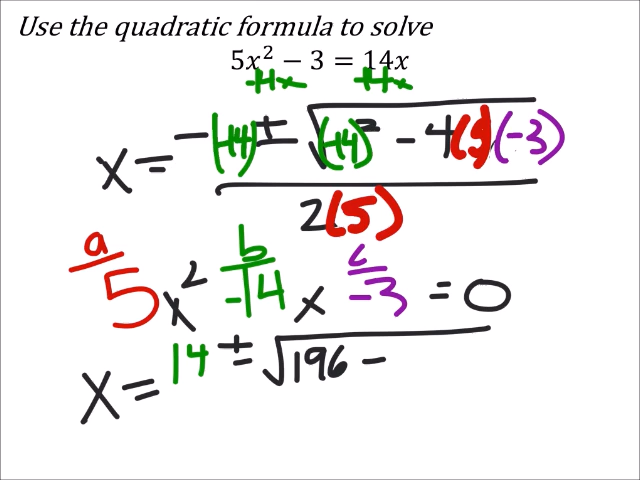 Use the quadratic formula to solve
5x² − 3 = 14x
-14x -14x
x = -(-14) ± √(-14)² - 4(5)(-3)
2(5)
a b c
5x² -14x -3 = 0
x = 14 ± √196 -